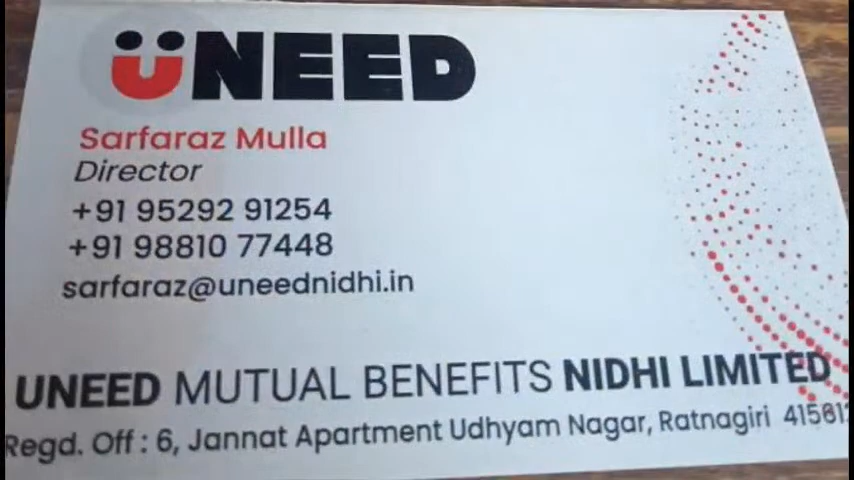 UNEED
Sarfaraz Mulla
Director
+91 95292 91254
+91 98810 77448
sarfaraz@uneednidhi.in
UNEED MUTUAL BENEFITS NIDHI LIMITED
Regd. Off : 6, Jannat Apartment Udhyam Nagar, Ratnagiri